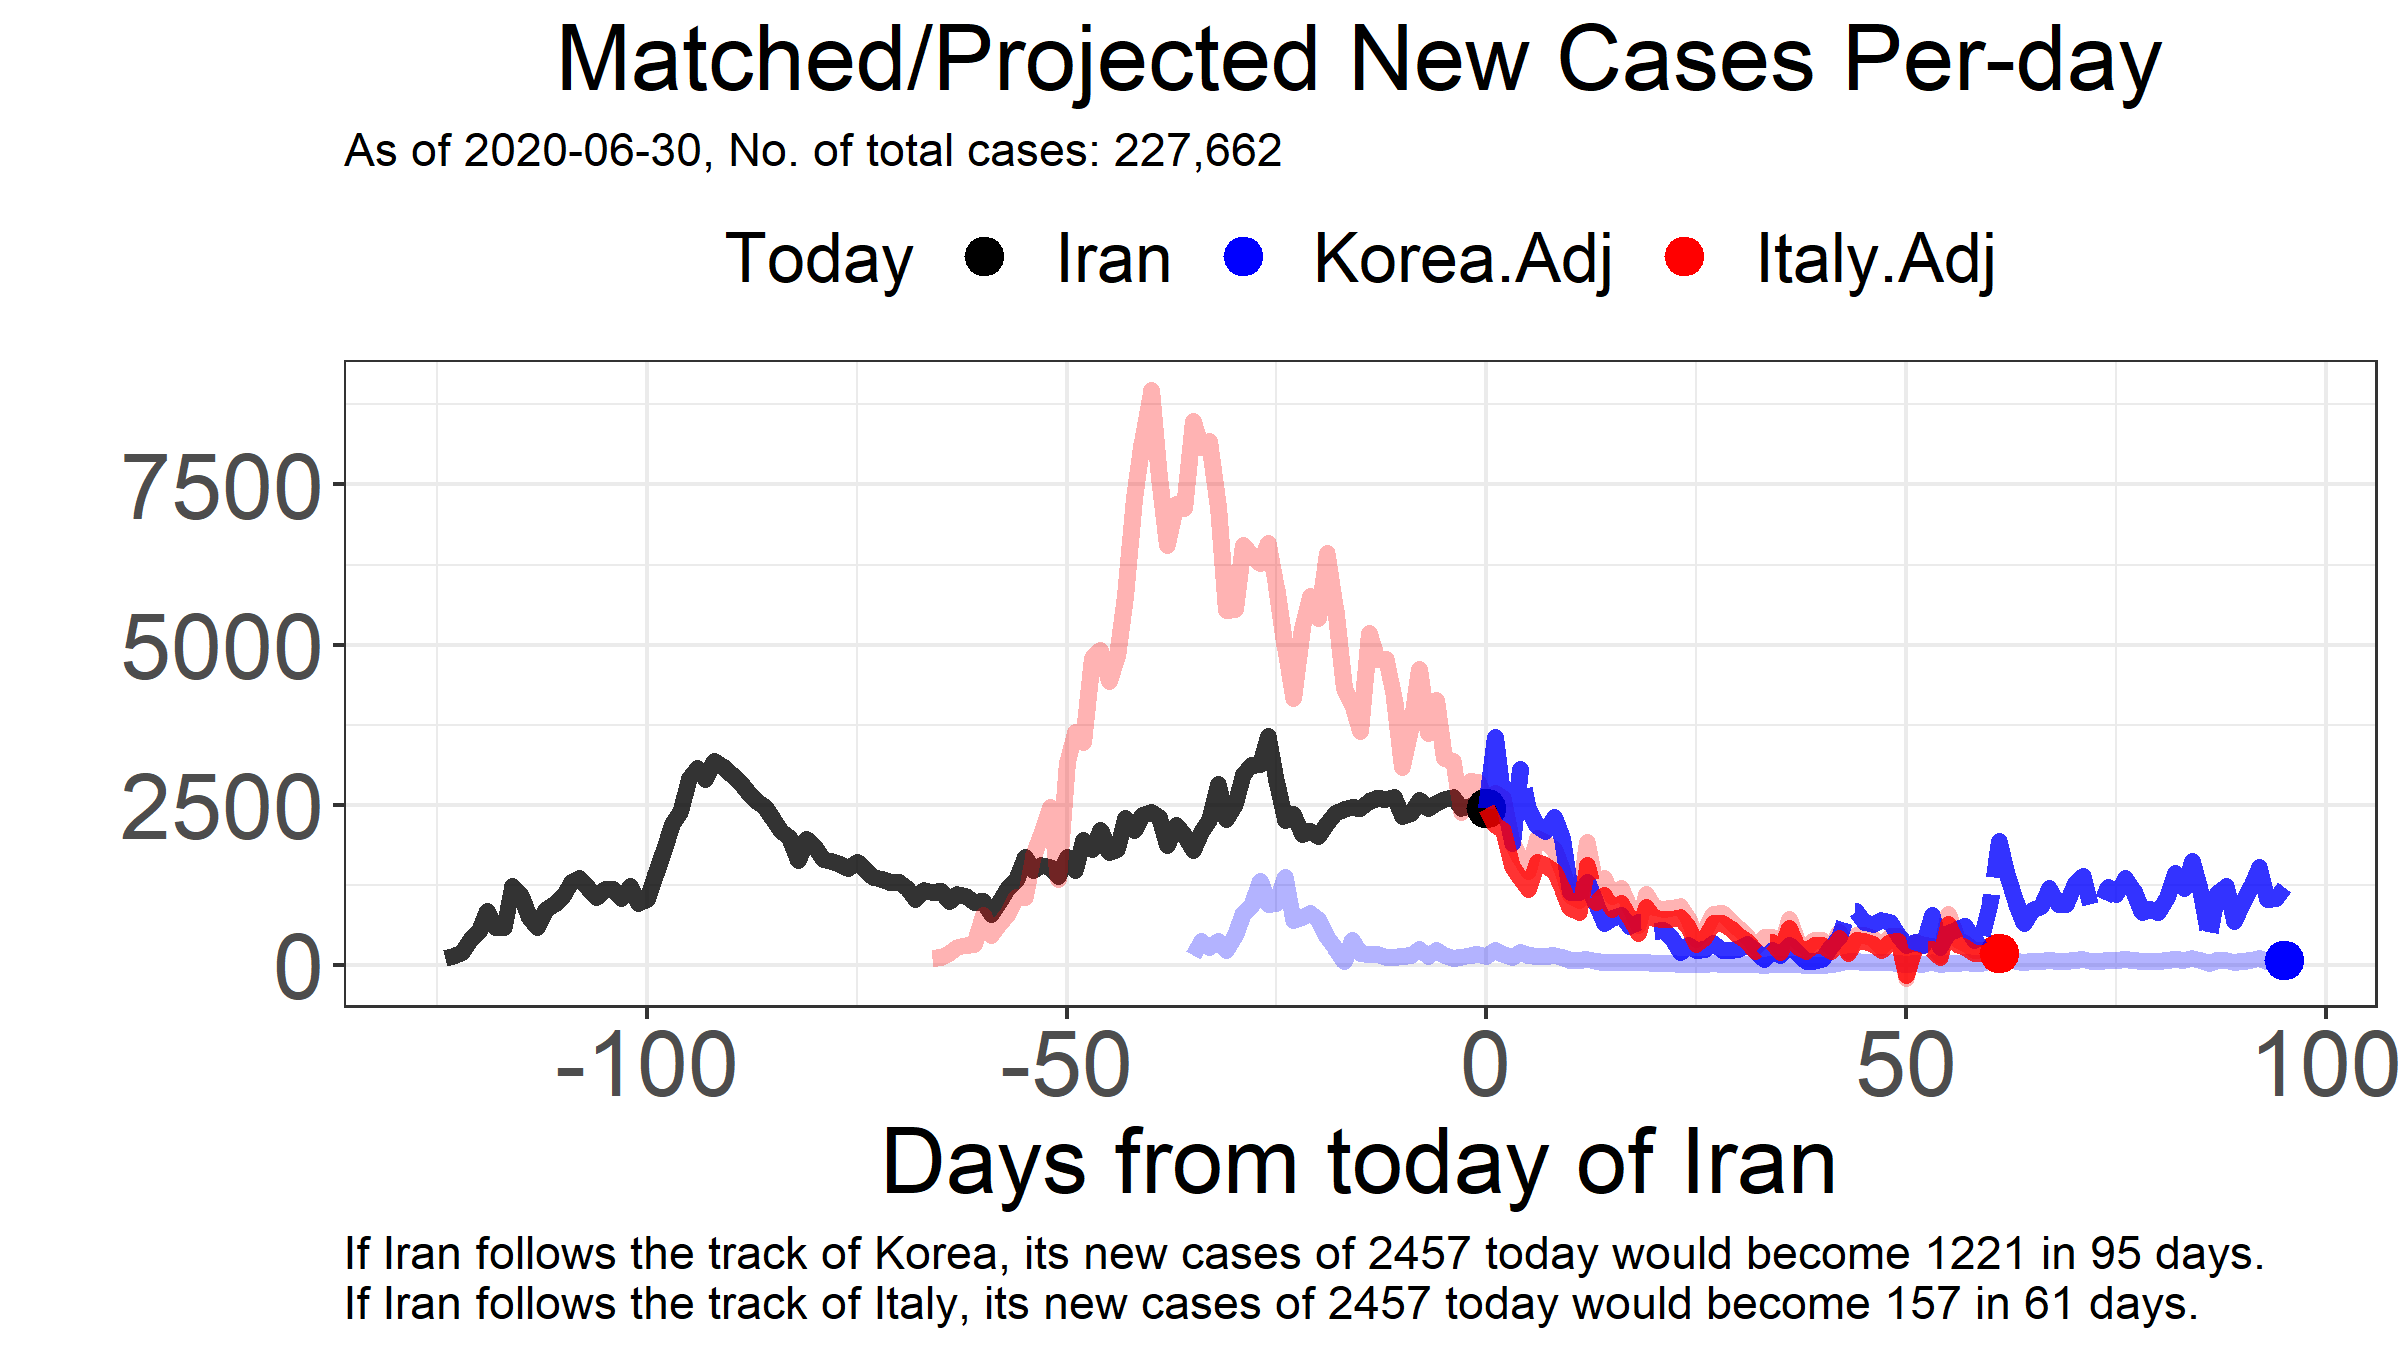 Matched/Projected New Cases Per-day
As of 2020-06-30, No. of total cases: 227,662
Today Iran Korea.Adj Italy.Adj
7500
5000
2500
0
-100 -50 0 50 100
Days from today of Iran
If Iran follows the track of Korea, its new cases of 2457 today would become 1221 in 95 days.
If Iran follows the track of Italy, its new cases of 2457 today would become 157 in 61 days.